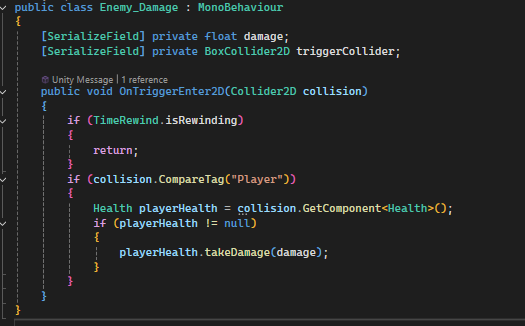 public class Enemy_Damage : MonoBehaviour
{
[SerializeField] private float damage;
[SerializeField] private BoxCollider2D triggerCollider;
Unity Message | 1 reference
public void OnTriggerEnter2D(Collider2D collision)
{
if (TimeRewind.isRewinding)
{
return;
}
if (collision.CompareTag("Player"))
{
Health playerHealth = collision.GetComponent<Health>();
if (playerHealth != null)
{
playerHealth.takeDamage(damage);
}
}
}
}